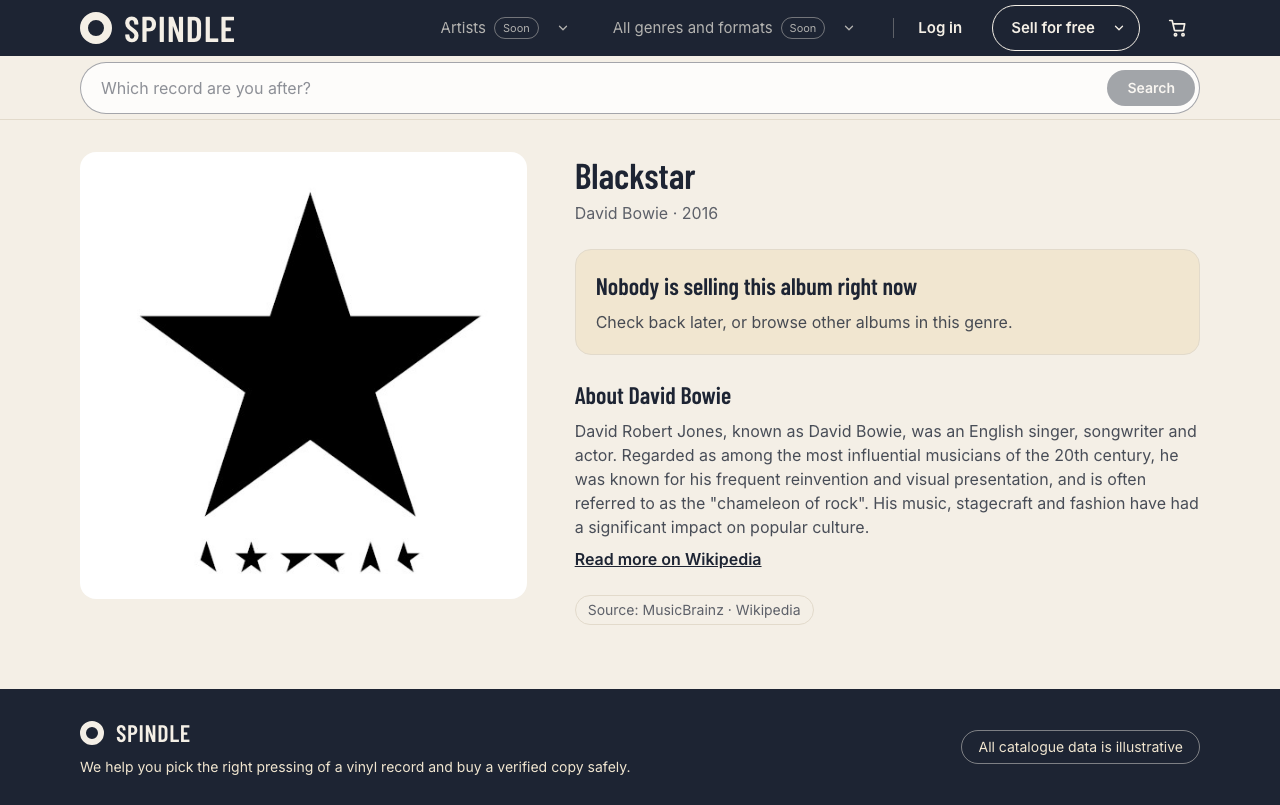 SPINDLE
Artists Soon
All genres and formats Soon
Log in
Sell for free
Which record are you after?
Search
Blackstar
David Bowie · 2016
Nobody is selling this album right now
Check back later, or browse other albums in this genre.
About David Bowie
David Robert Jones, known as David Bowie, was an English singer, songwriter and
actor. Regarded as among the most influential musicians of the 20th century, he
was known for his frequent reinvention and visual presentation, and is often
referred to as the "chameleon of rock". His music, stagecraft and fashion have had
a significant impact on popular culture.
Read more on Wikipedia
Source: MusicBrainz · Wikipedia
SPINDLE
We help you pick the right pressing of a vinyl record and buy a verified copy safely.
All catalogue data is illustrative